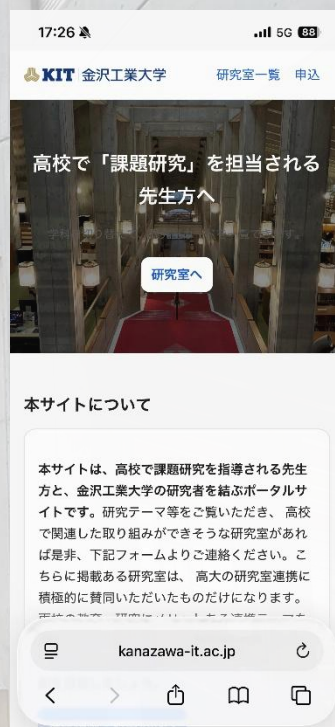 17:26
5G 88
KIT 金沢工業大学 研究室一覧 申込
高校で「課題研究」を担当される
先生方へ
研究室へ
本サイトについて
本サイトは、高校で課題研究を指導される先生
方と、金沢工業大学の研究者を結ぶポータルサ
イトです。研究テーマ等をご覧いただき、 高校
で関連した取り組みができそうな研究室があれ
ば是非、下記フォームよりご連絡ください。こ
ちらに掲載ある研究室は、 高大の研究室連携に
積極的に賛同いただいたものだけになります。
kanazawa-it.ac.jp